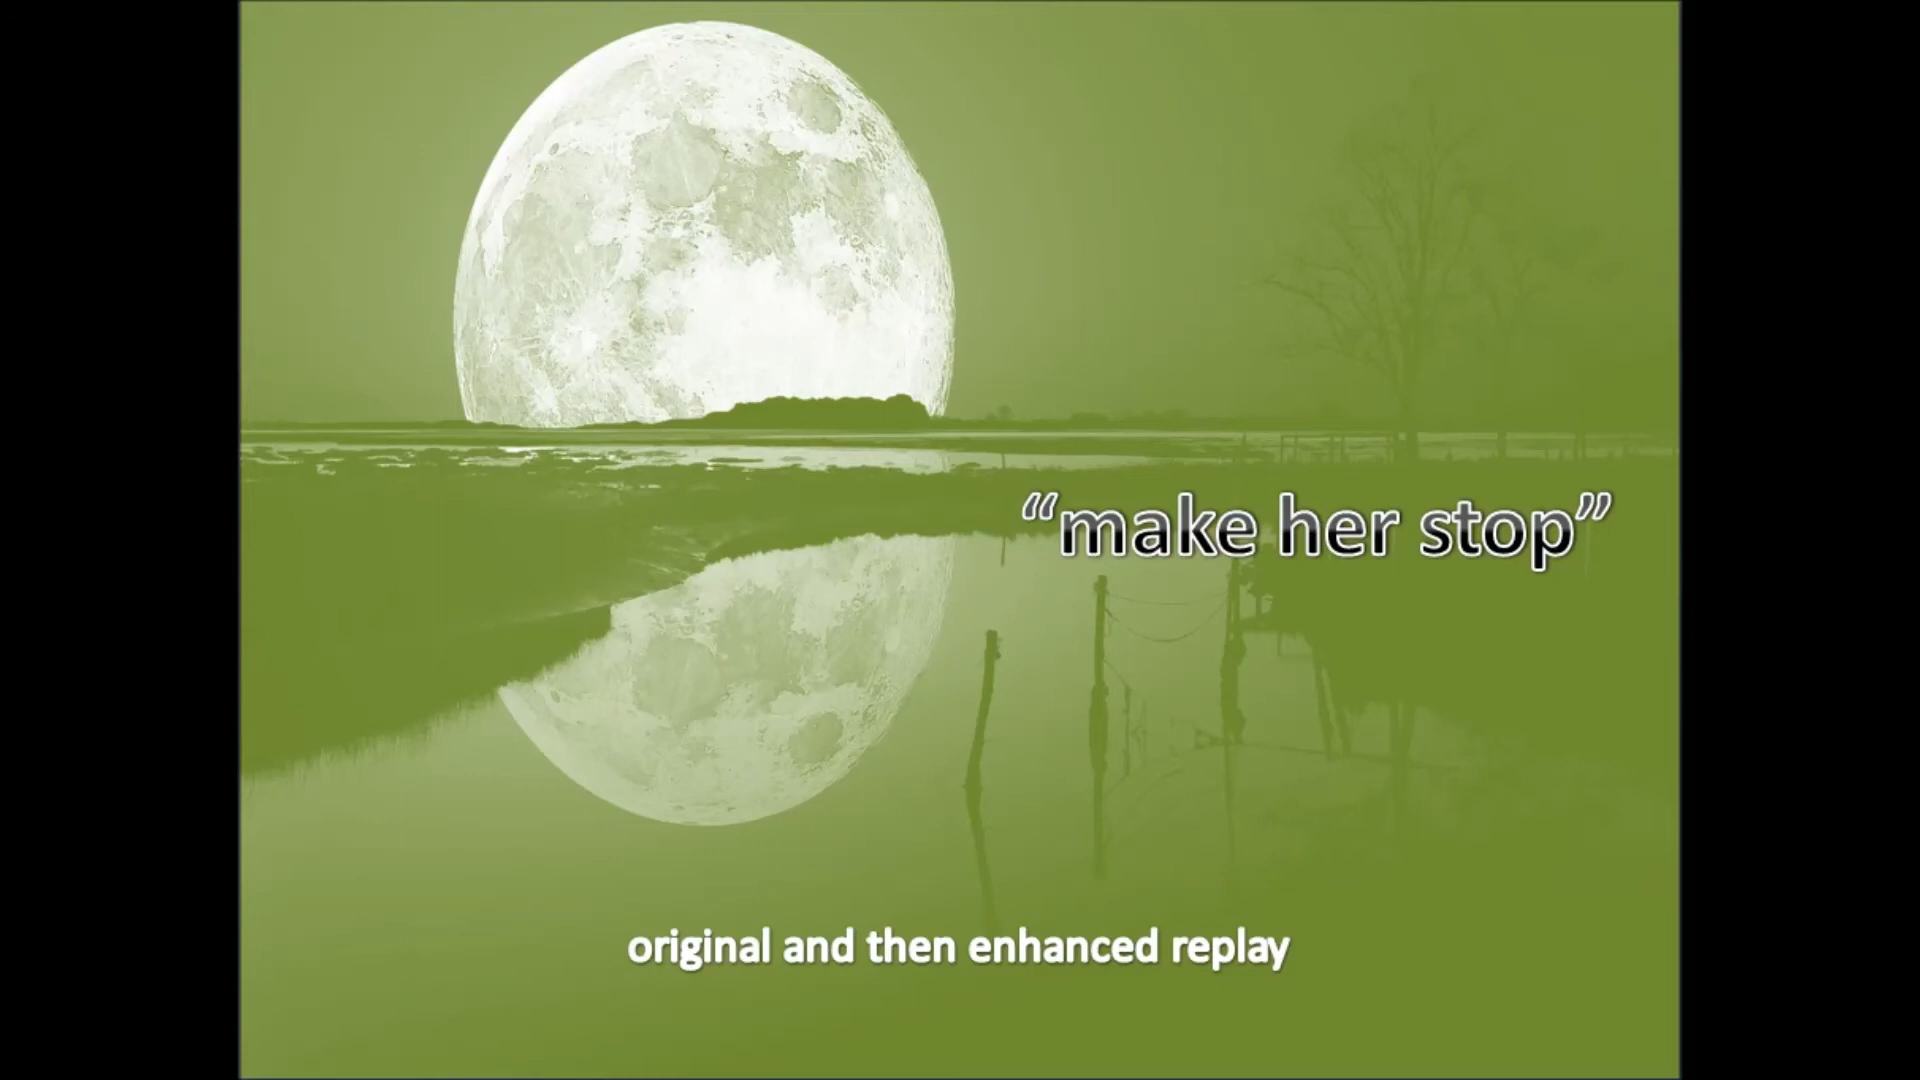 “make her stop”
original and then enhanced replay